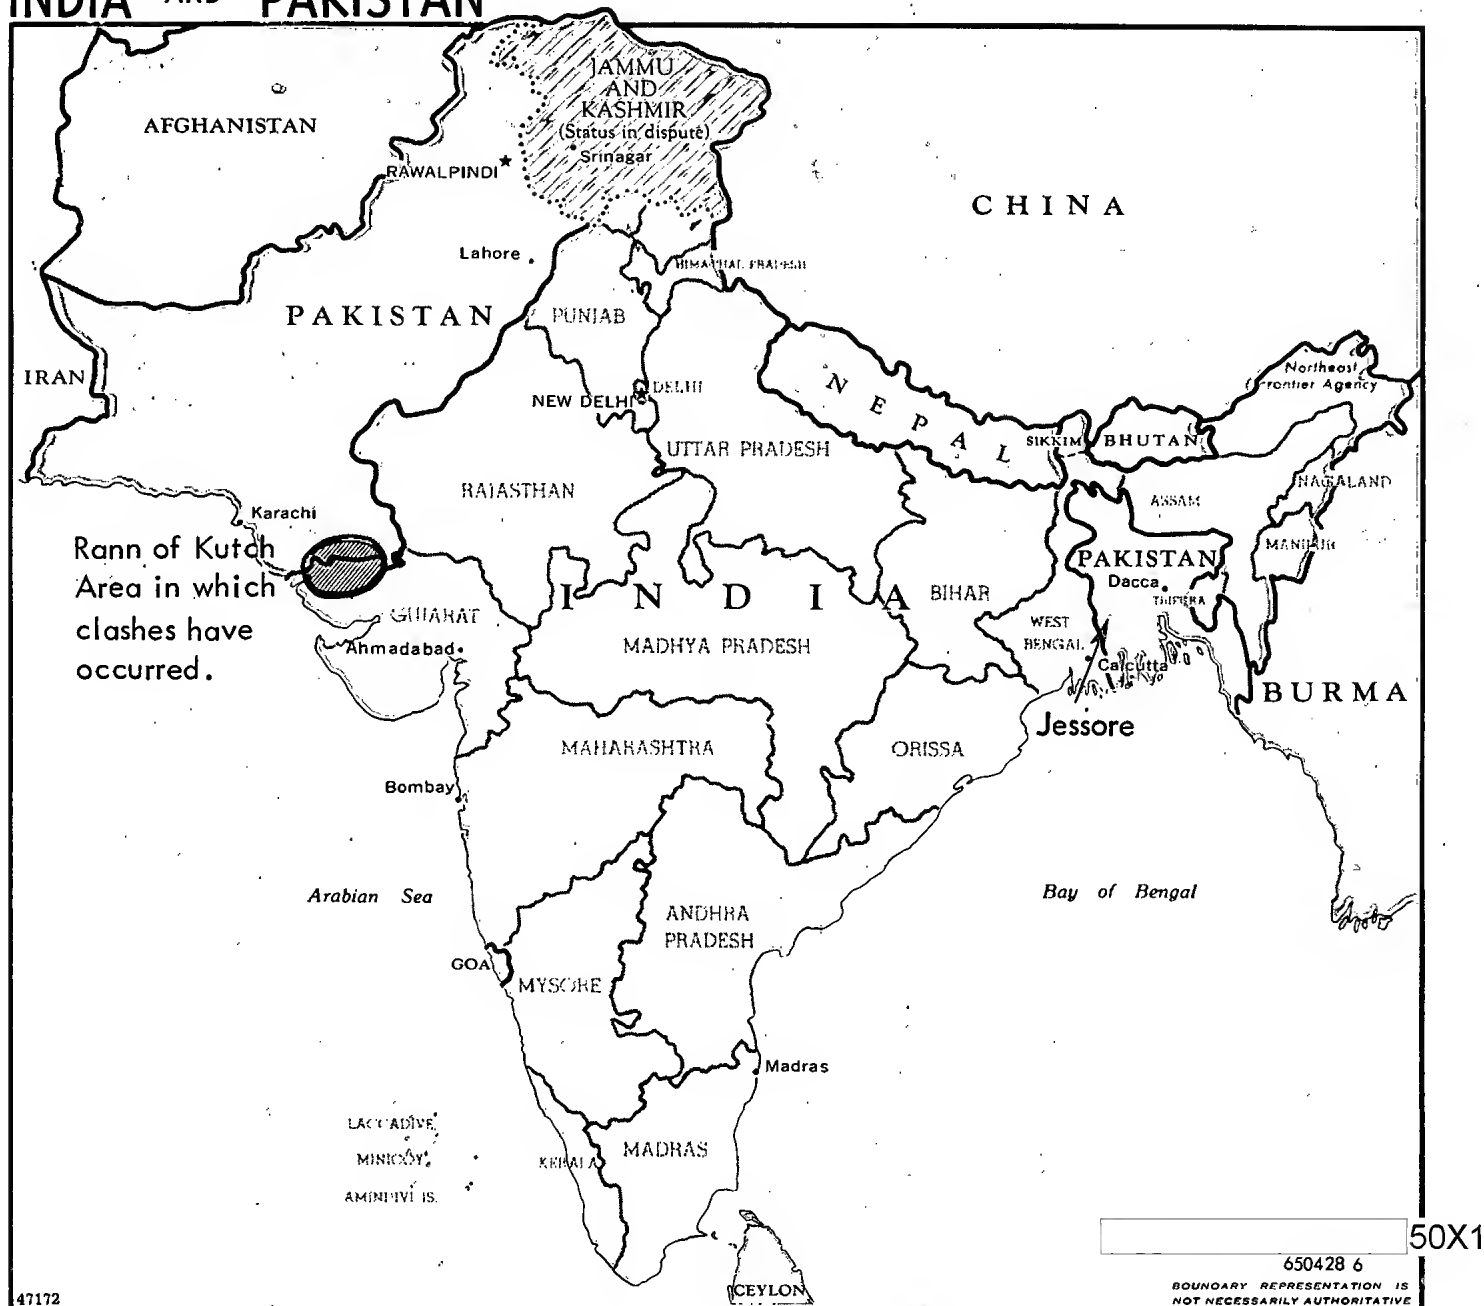 INDIA AND PAKISTAN
JAMMU
AND
KASHMIR
(Status in dispute)
Srinagar
AFGHANISTAN
RAWALPINDI
CHINA
Lahore
HIMACHAL PRADESH
PAKISTAN
PUNJAB
IRAN
Northeast
Frontier Agency
DELHI
NEW DELHI
NEPAL
SIKKIM
BHUTAN
UTTAR PRADESH
RAJASTHAN
NAGALAND
ASSAM
Karachi
MANIPUR
Rann of Kutch
Area in which
clashes have
occurred.
PAKISTAN
Dacca
TRIPURA
INDIA
BIHAR
GUJARAT
WEST
BENGAL
Ahmadabad
MADHYA PRADESH
Calcutta
BURMA
Jessore
MAHARASHTRA
ORISSA
Bombay
Arabian Sea
Bay of Bengal
ANDHRA
PRADESH
GOA
MYSORE
Madras
LACCADIVE,
MINICOY,
AMINDIVI IS.
KERALA
MADRAS
50X1
650428 6
CEYLON
BOUNDARY REPRESENTATION IS
NOT NECESSARILY AUTHORITATIVE
47172